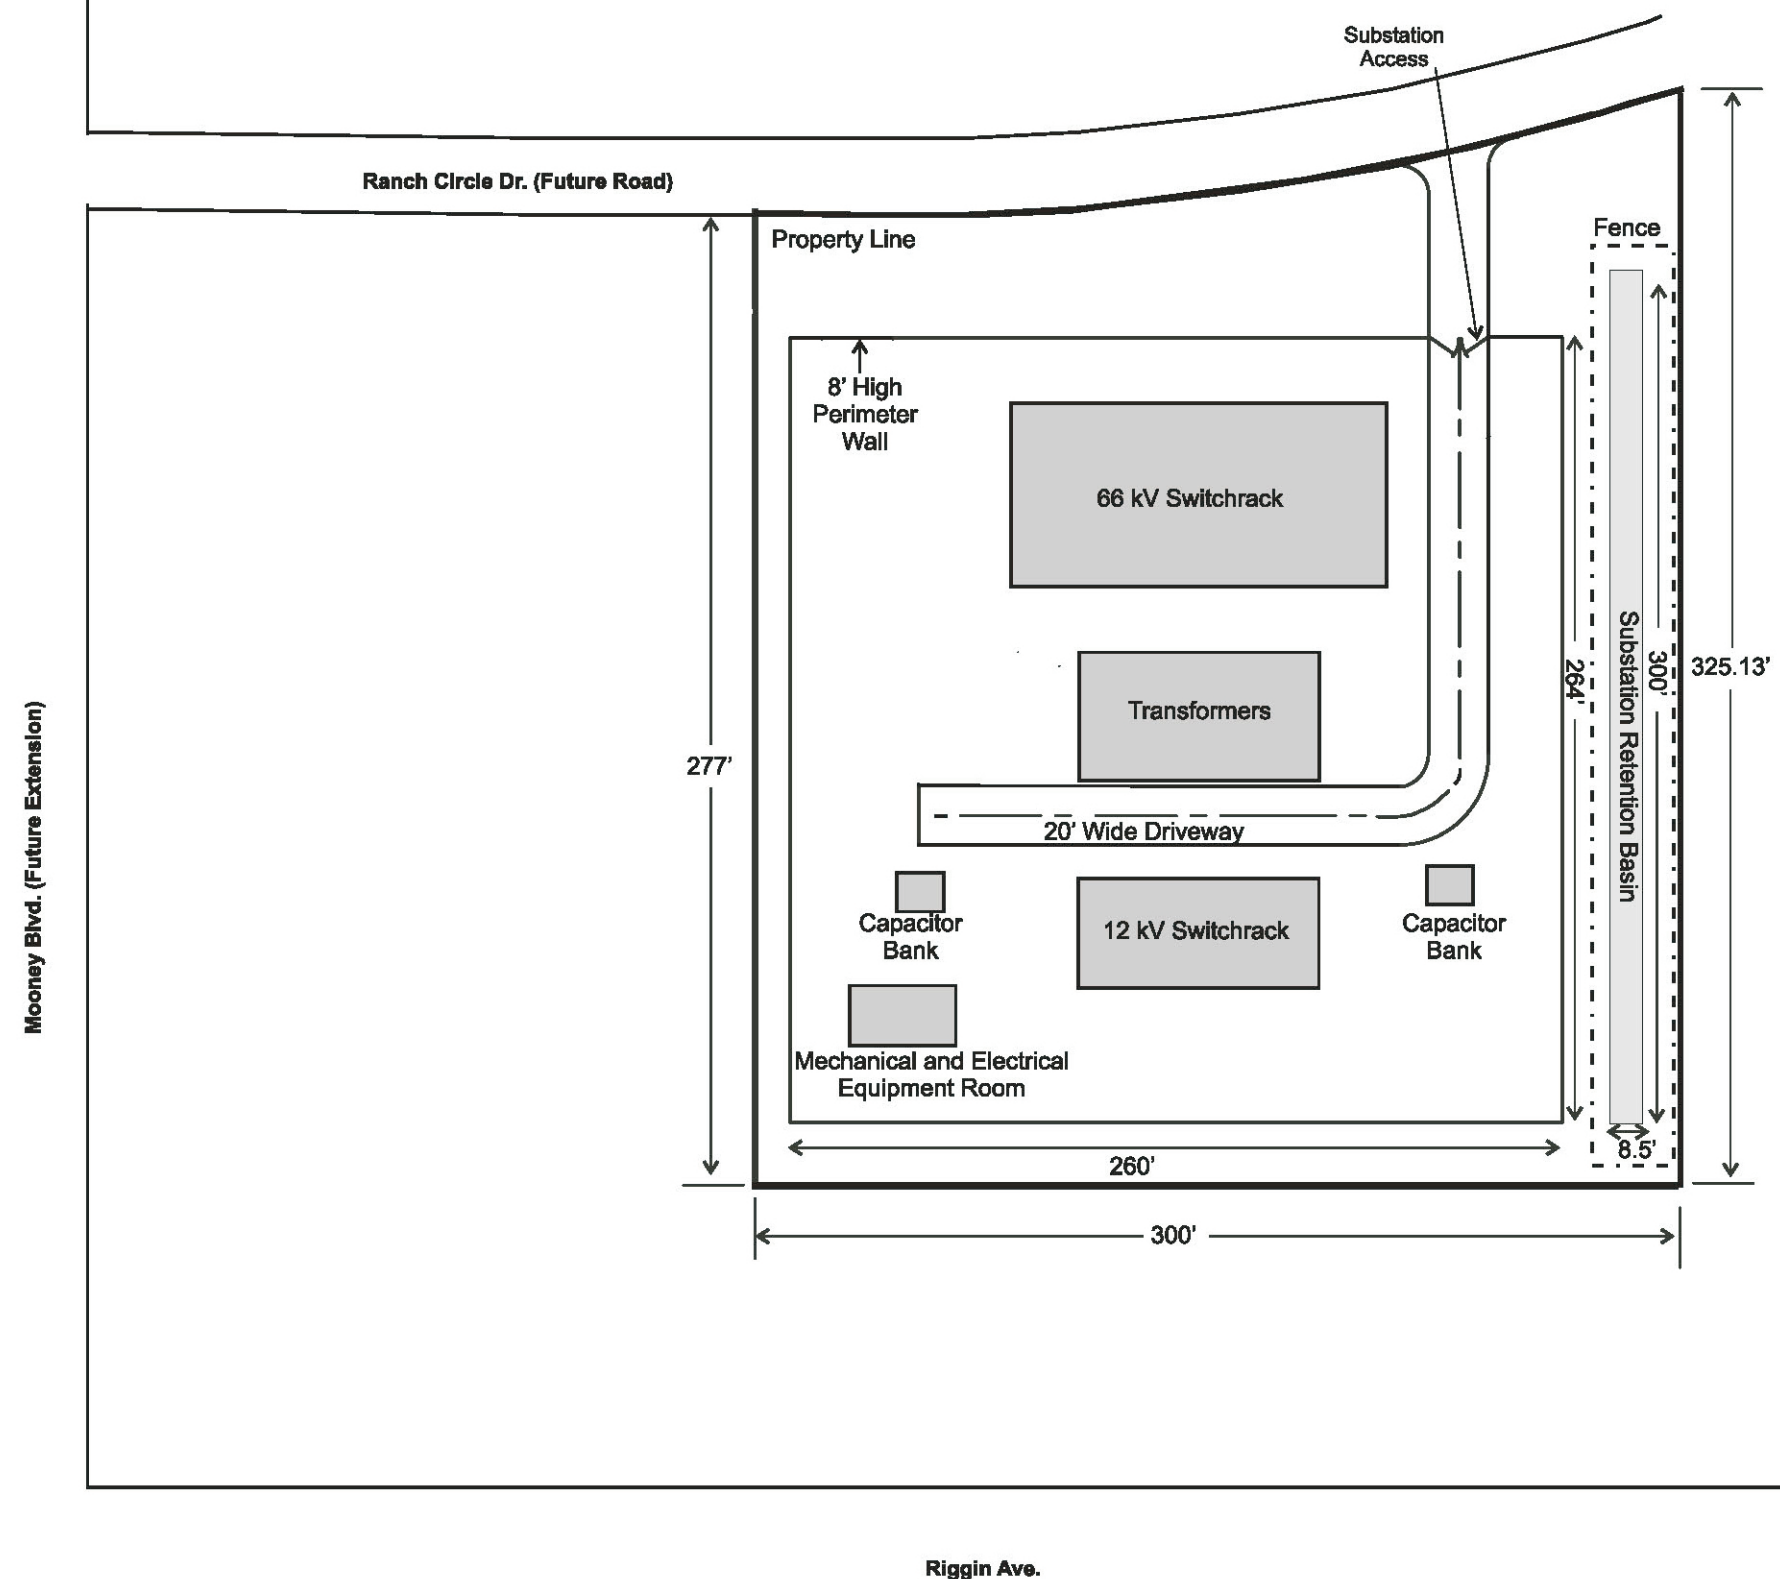 Substation
Access
Ranch Circle Dr. (Future Road)
Property Line
Fence
8’ High
Perimeter
Wall
66 kV Switchrack
Transformers
264’
Substation Retention Basin
300’
325.13’
277’
20’ Wide Driveway
Capacitor
Bank
12 kV Switchrack
Capacitor
Bank
Mechanical and Electrical
Equipment Room
8.5’
260’
300’
Mooney Blvd. (Future Extension)
Riggin Ave.